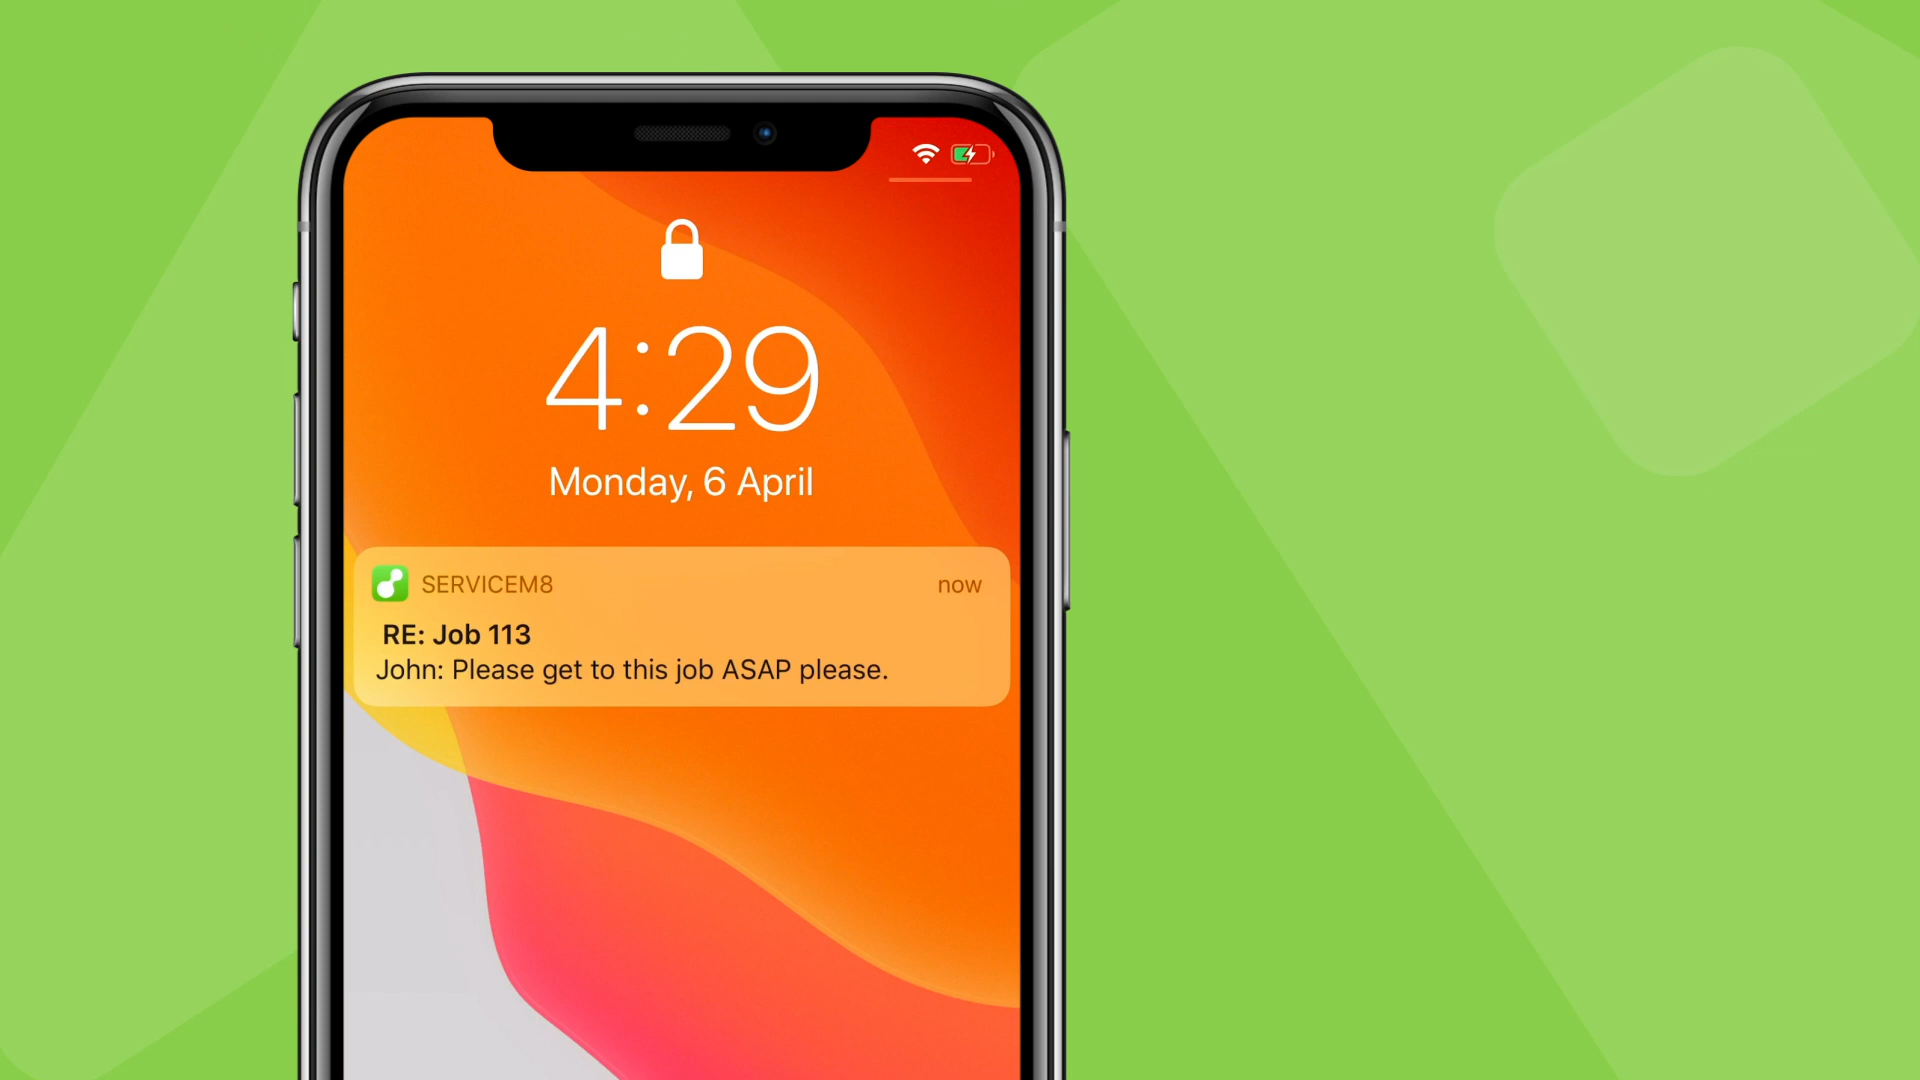 4:29
Monday, 6 April
SERVICEM8
now
RE: Job 113
John: Please get to this job ASAP please.